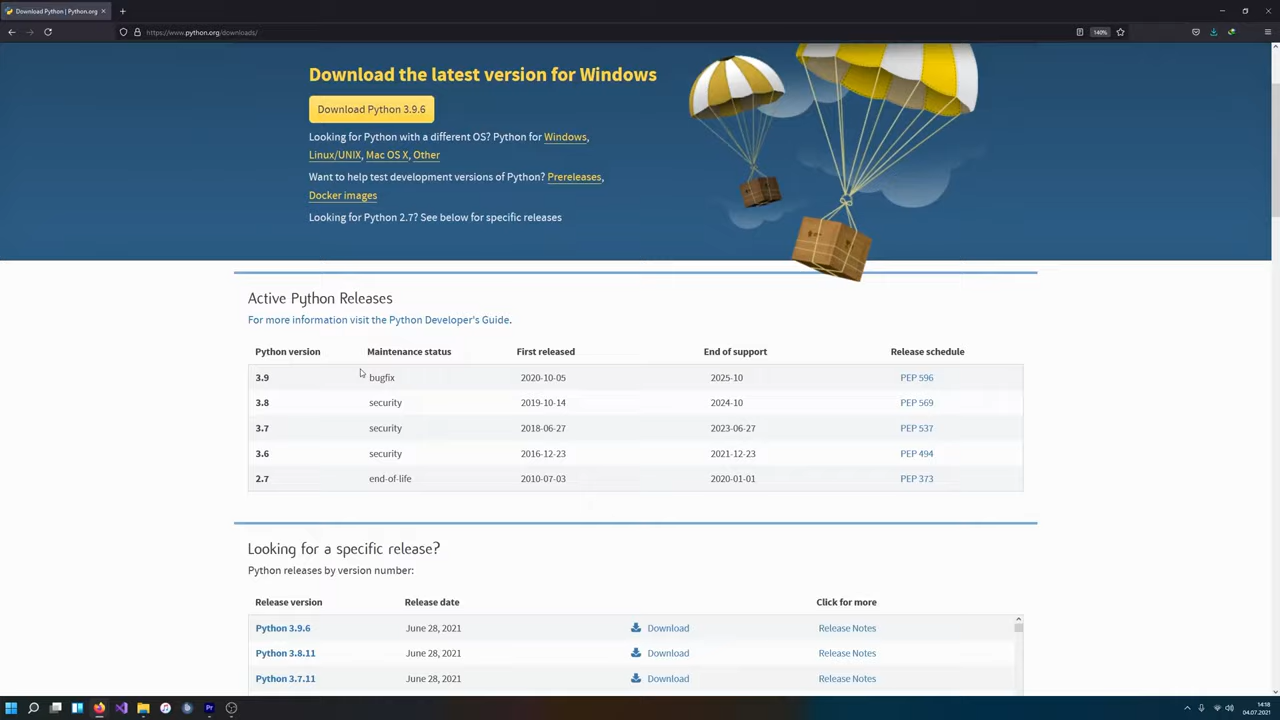 Download Python | Python.org
https://www.python.org/downloads/
140%
Download the latest version for Windows
Download Python 3.9.6
Looking for Python with a different OS? Python for Windows,
Linux/UNIX, Mac OS X, Other
Want to help test development versions of Python? Prereleases,
Docker images
Looking for Python 2.7? See below for specific releases
Active Python Releases
For more information visit the Python Developer's Guide.
Python version Maintenance status First released End of support Release schedule
3.9 bugfix 2020-10-05 2025-10 PEP 596
3.8 security 2019-10-14 2024-10 PEP 569
3.7 security 2018-06-27 2023-06-27 PEP 537
3.6 security 2016-12-23 2021-12-23 PEP 494
2.7 end-of-life 2010-07-03 2020-01-01 PEP 373
Looking for a specific release?
Python releases by version number:
Release version Release date Click for more
Python 3.9.6 June 28, 2021 Download Release Notes
Python 3.8.11 June 28, 2021 Download Release Notes
Python 3.7.11 June 28, 2021 Download Release Notes
Pr
14:18
04.07.2021